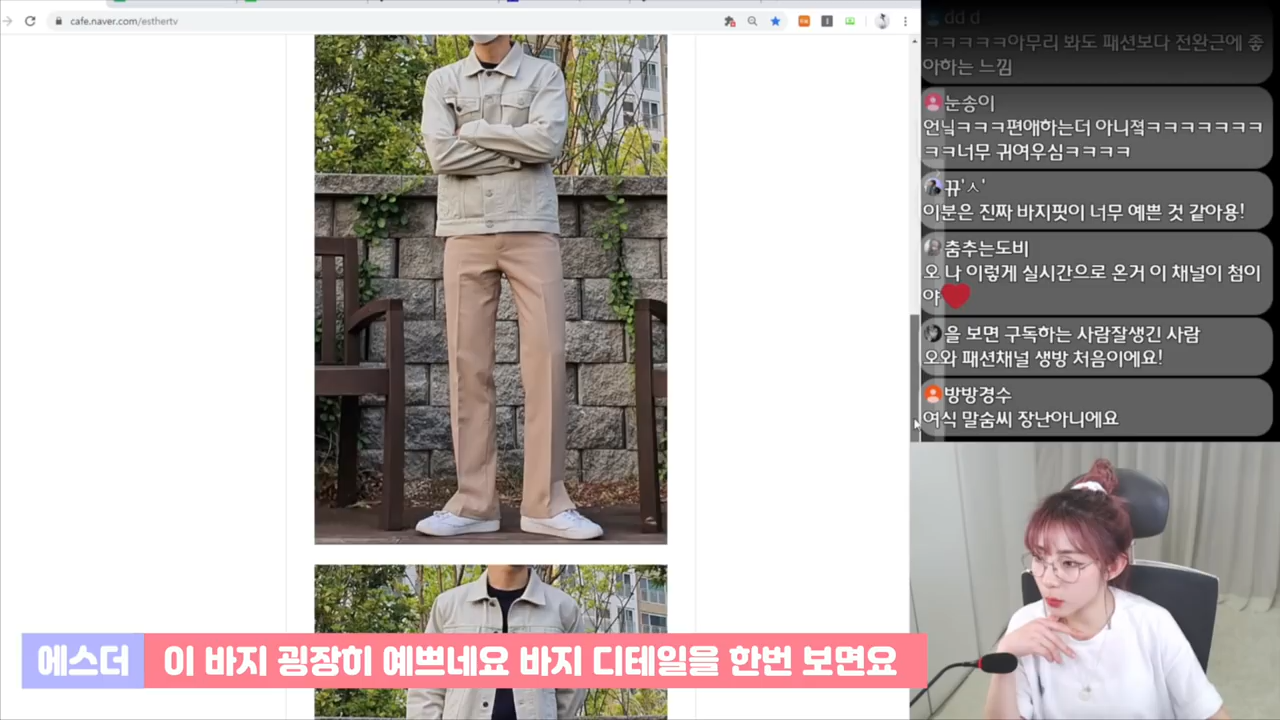 cafe.naver.com/esthertv
dd d
ㅋㅋㅋㅋㅋ아무리 봐도 패션보다 전완근에 좋
아하는 느낌
눈송이
언닠ㅋㅋㅋ편애하는더 아니졐ㅋㅋㅋㅋㅋㅋㅋ
ㅋㅋ너무 귀여우심ㅋㅋㅋㅋ
뀨'ㅅ'
이분은 진짜 바지핏이 너무 예쁜 것 같아용!
춤추는도비
오 나 이렇게 실시간으로 온거 이 채널이 첨이
야
을 보면 구독하는 사람잘생긴 사람
오와 패션채널 생방 처음이에요!
방방경수
여식 말숨씨 장난아니에요
에스더
이 바지 굉장히 예쁘네요 바지 디테일을 한번 보면요